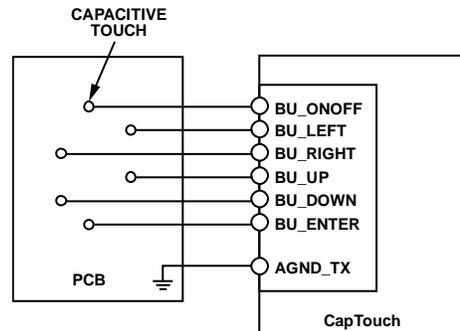 CAPACITIVE
TOUCH
BU_ONOFF
BU_LEFT
BU_RIGHT
BU_UP
BU_DOWN
BU_ENTER
AGND_TX
PCB
CapTouch